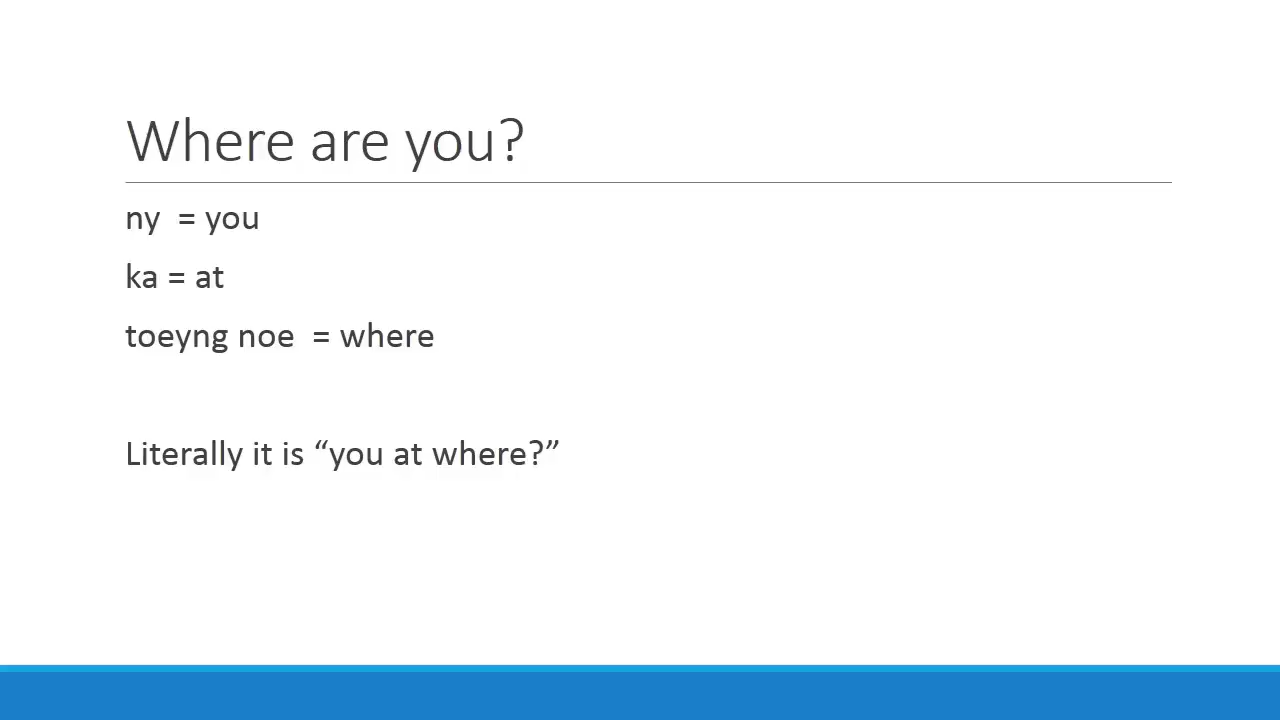 Where are you?
ny = you
ka = at
toeyng noe = where
Literally it is “you at where?”